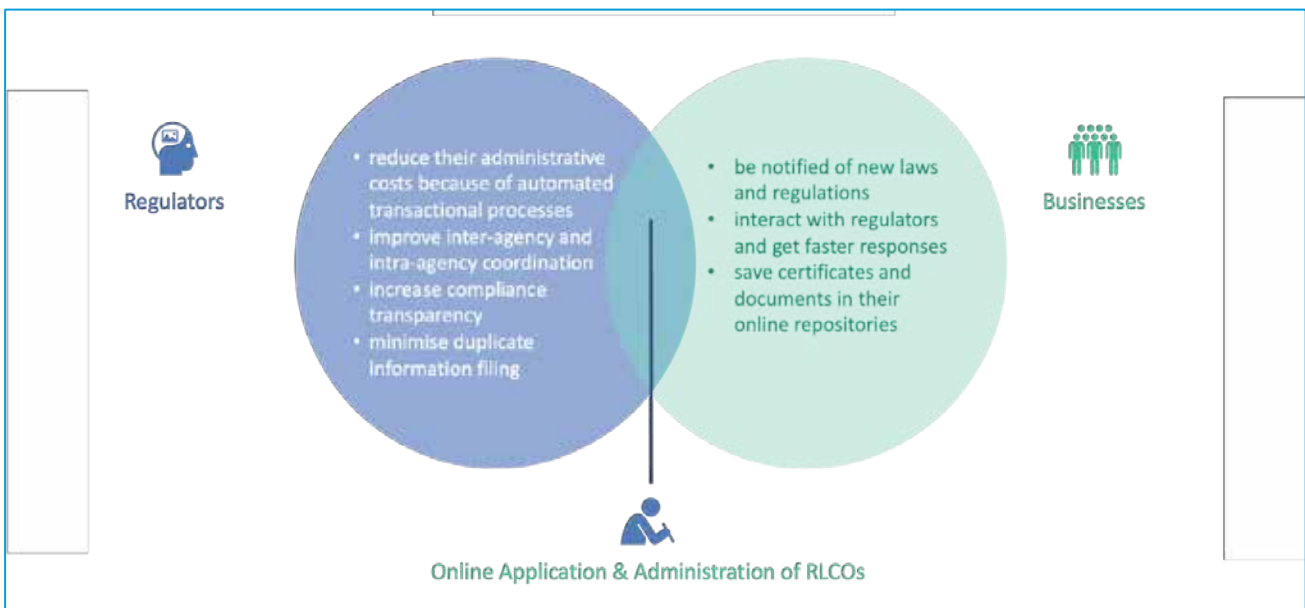 Regulators
• reduce their administrative
costs because of automated
transactional processes
• improve inter-agency and
intra-agency coordination
• increase compliance
transparency
• minimise duplicate
information filing
• be notified of new laws
and regulations
• interact with regulators
and get faster responses
• save certificates and
documents in their
online repositories
Businesses
Online Application & Administration of RLCOs